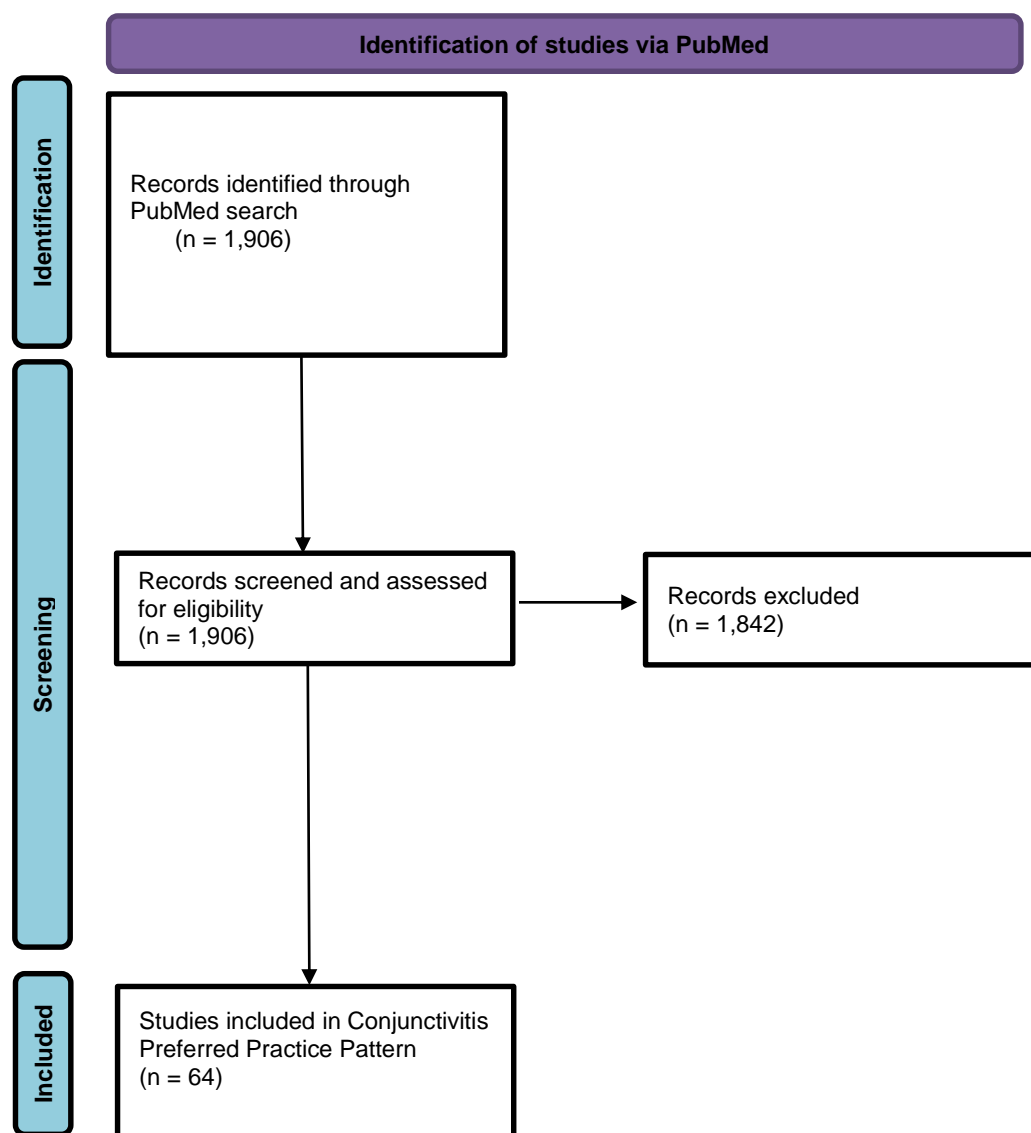 Identification of studies via PubMed
Identification
Records identified through
PubMed search
(n = 1,906)
Screening
Records screened and assessed
for eligibility
(n = 1,906)
Records excluded
(n = 1,842)
Included
Studies included in Conjunctivitis
Preferred Practice Pattern
(n = 64)